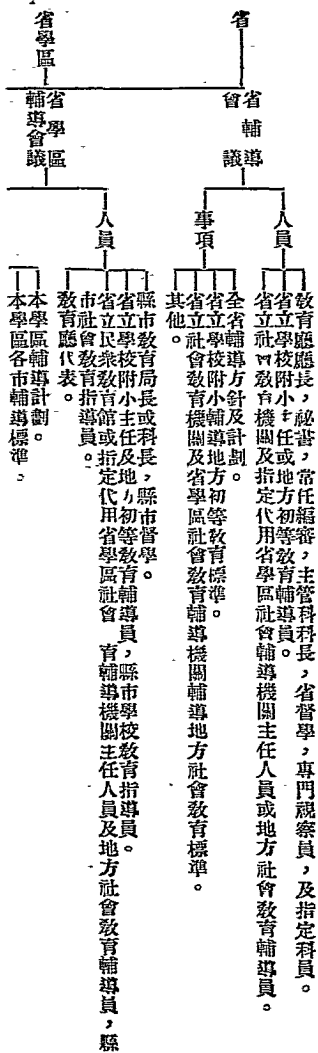 省
省輔導會議
人員
教育廳廳長，秘書，常任編審，主管科科長，省督學，專門視察員，及指定科員。
省立學校附小主任或地方初等教育輔導員。
省立社會教育機關及指定代用省學區社會輔導機關主任人員或地方社會教育輔導員。
事項
全省輔導方針及計劃。
省立學校附小輔導地方初等教育標準。
省立社會教育機關及省學區社會教育輔導機關輔導地方社會教育標準。
其他。
省學區
省學區輔導會議
人員
縣市教育局長或科長，縣市督學。
省立學校附小主任及地方初等教育輔導員，縣市學校教育指導員。
省立民衆教育館或指定代用省學區社會 育輔導機關主任人員及地方社會教育輔導員，縣
市社會教育指導員。
教育廳代表。
本學區輔導計劃。
本學區各市輔導標準。